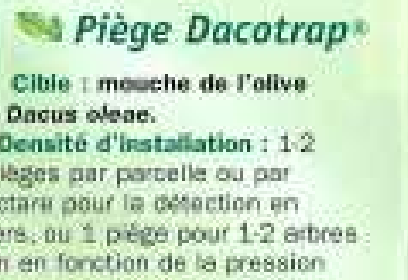 Piège Dacotrap®
Cible : mouche de l'olive
Dacus oleae.
Densité d'installation : 1-2
ièges par parcelle ou par
ctare pour la détection en
ers, ou 1 piège pour 1-2 arbres
n en fonction de la pression